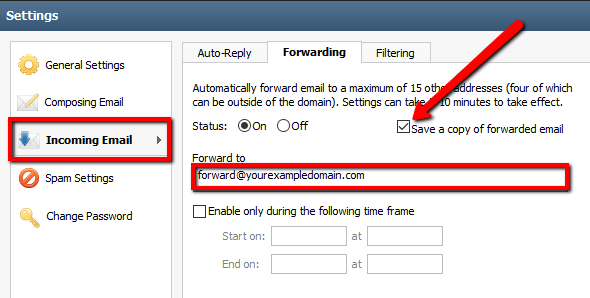 Settings
General Settings
Composing Email
Incoming Email
Spam Settings
Change Password
Auto-Reply Forwarding Filtering
Automatically forward email to a maximum of 15 other addresses (four of which
can be outside of the domain). Settings can take 10 minutes to take effect.
Status: On Off Save a copy of forwarded email
Forward to
forward@yourexampledomain.com
Enable only during the following time frame
Start on: at
End on: at